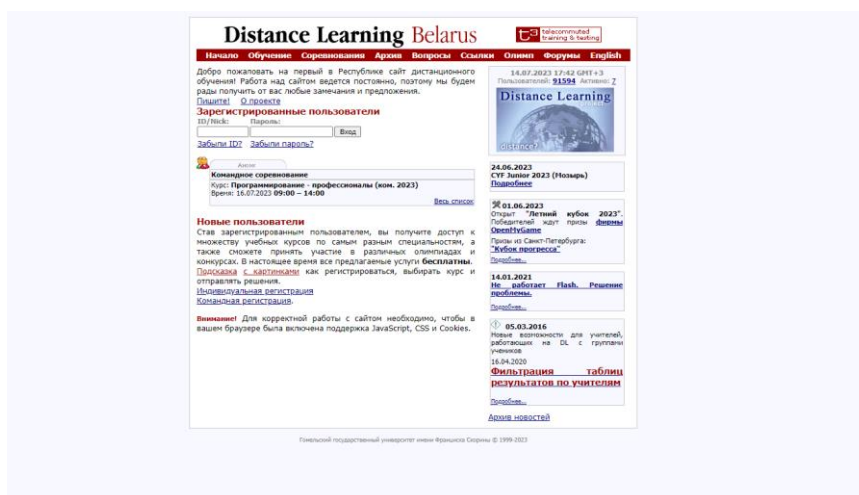 Distance Learning Belarus
telecommuted
training & testing
Начало Обучение Соревнования Архив Вопросы Ссылки Олимп Форумы English
Добро пожаловать на первый в Республике сайт дистанционного
обучения! Работа над сайтом ведется постоянно, поэтому мы будем
рады получить от вас любые замечания и предложения.
Пишите! О проекте
Зарегистрированные пользователи
ID/Nick: Пароль:
Вход
Забыли ID? Забыли пароль?
Анонс
Командное соревнование
Курс: Программирование - профессионалы (ком. 2023)
Время: 16.07.2023 09:00 – 14:00
Весь список
Новые пользователи
Став зарегистрированным пользователем, вы получите доступ к
множеству учебных курсов по самым разным специальностям, а
также сможете принять участие в различных олимпиадах и
конкурсах. В настоящее время все предлагаемые услуги бесплатны.
Подсказка с картинками как регистрироваться, выбирать курс и
отправлять решения.
Индивидуальная регистрация
Командная регистрация.
Внимание! Для корректной работы с сайтом необходимо, чтобы в
вашем браузере была включена поддержка JavaScript, CSS и Cookies.
14.07.2023 17:42 GMT+3
Пользователей: 91594 Активно: 7
Distance Learning
distance?
24.06.2023
CYF Junior 2023 (Мозырь)
Подробнее
01.06.2023
Открыт "Летний кубок 2023".
Победителей ждут призы фирмы
OpenMyGame
Призы из Санкт-Петербурга:
"Кубок прогресса"
Подробнее...
14.01.2021
Не работает Flash. Решение
проблемы.
Подробнее...
05.03.2016
Новые возможности для учителей,
работающих на DL с группами
учеников
16.04.2020
Фильтрация таблиц
результатов по учителям
Подробнее...
Архив новостей
Гомельский государственный университет имени Франциска Скорины © 1999-2023